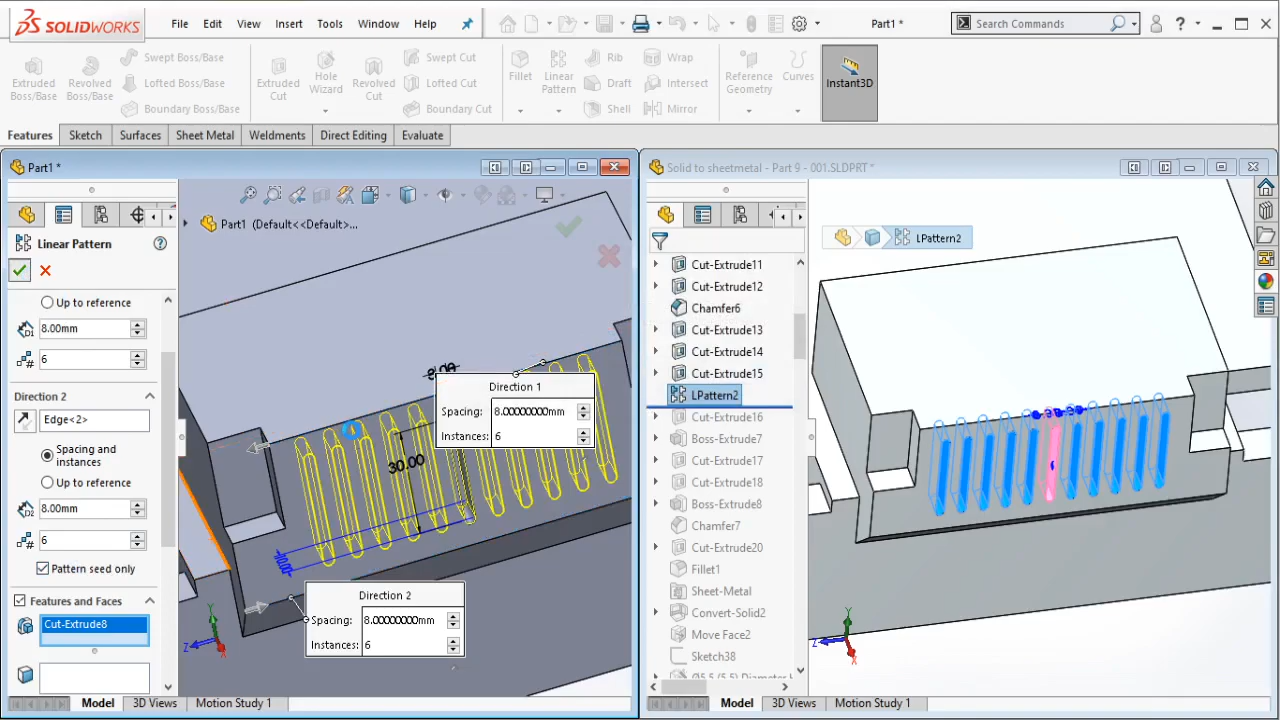 SOLIDWORKS
File Edit View Insert Tools Window Help
Part1 *
Search Commands
Extruded Boss/Base
Revolved Boss/Base
Swept Boss/Base
Lofted Boss/Base
Boundary Boss/Base
Extruded Cut
Hole Wizard
Revolved Cut
Swept Cut
Lofted Cut
Boundary Cut
Fillet
Linear Pattern
Rib
Draft
Shell
Wrap
Intersect
Mirror
Reference Geometry
Curves
Instant3D
Features Sketch Surfaces Sheet Metal Weldments Direct Editing Evaluate
Part1 *
Linear Pattern
Up to reference
D1 8.00mm
6
Direction 2
Edge<2>
Spacing and
instances
Up to reference
D2 8.00mm
6
Pattern seed only
Features and Faces
Cut-Extrude8
Part1 (Default<<Default>...
Direction 1
Spacing: 8.00000000mm
Instances: 6
30.00
Direction 2
Spacing: 8.00000000mm
Instances: 6
Y
Z
X
Model 3D Views Motion Study 1
Solid to sheetmetal - Part 9 - 001.SLDPRT *
LPattern2
Cut-Extrude11
Cut-Extrude12
Chamfer6
Cut-Extrude13
Cut-Extrude14
Cut-Extrude15
LPattern2
Cut-Extrude16
Boss-Extrude7
Cut-Extrude17
Cut-Extrude18
Boss-Extrude8
Chamfer7
Cut-Extrude20
Fillet1
Sheet-Metal
Convert-Solid2
Move Face2
Sketch38
Ø5.5 (5.5) Diameter
Y
Z
X
Model 3D Views Motion Study 1